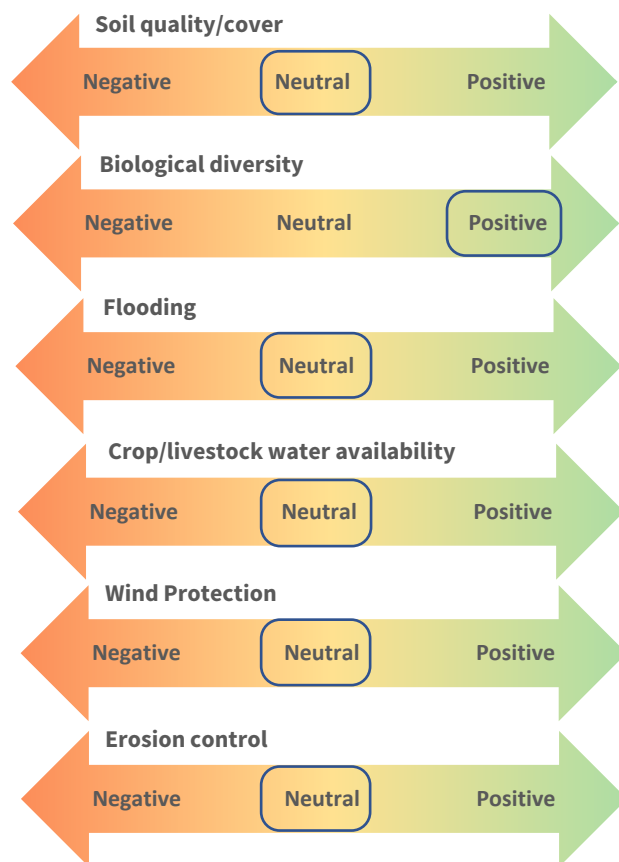 Soil quality/cover
Negative Neutral Positive
Biological diversity
Negative Neutral Positive
Flooding
Negative Neutral Positive
Crop/livestock water availability
Negative Neutral Positive
Wind Protection
Negative Neutral Positive
Erosion control
Negative Neutral Positive